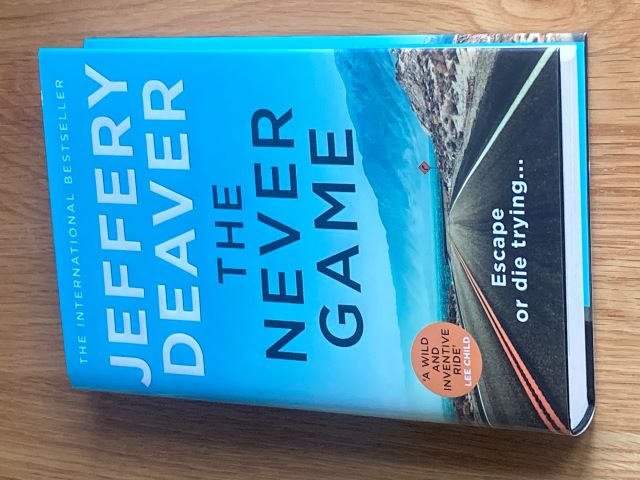 THE INTERNATIONAL BESTSELLER
JEFFERY
DEAVER
THE
NEVER
GAME
'A WILD
AND
INVENTIVE
RIDE'
LEE CHILD
Escape
or die trying...